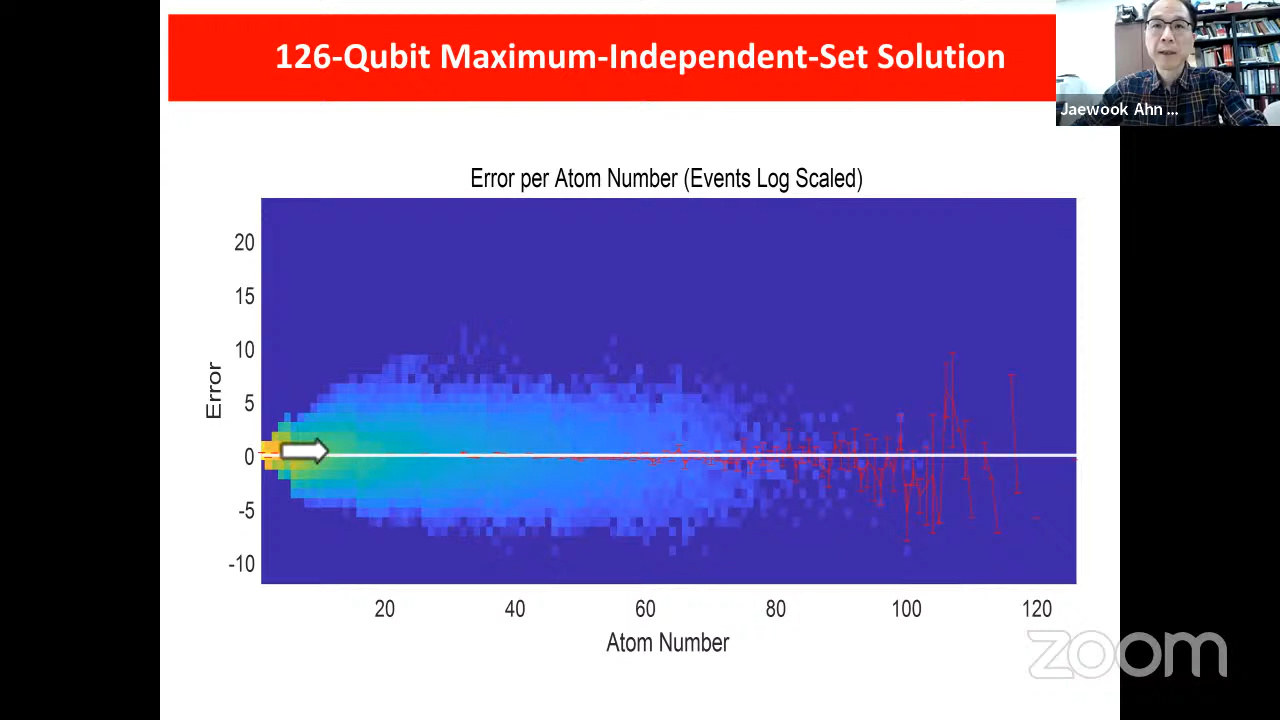 126-Qubit Maximum-Independent-Set Solution
Jaewook Ahn ...
Error per Atom Number (Events Log Scaled)
20
15
10
5
0
-5
-10
Error
20 40 60 80 100 120
Atom Number
zoom